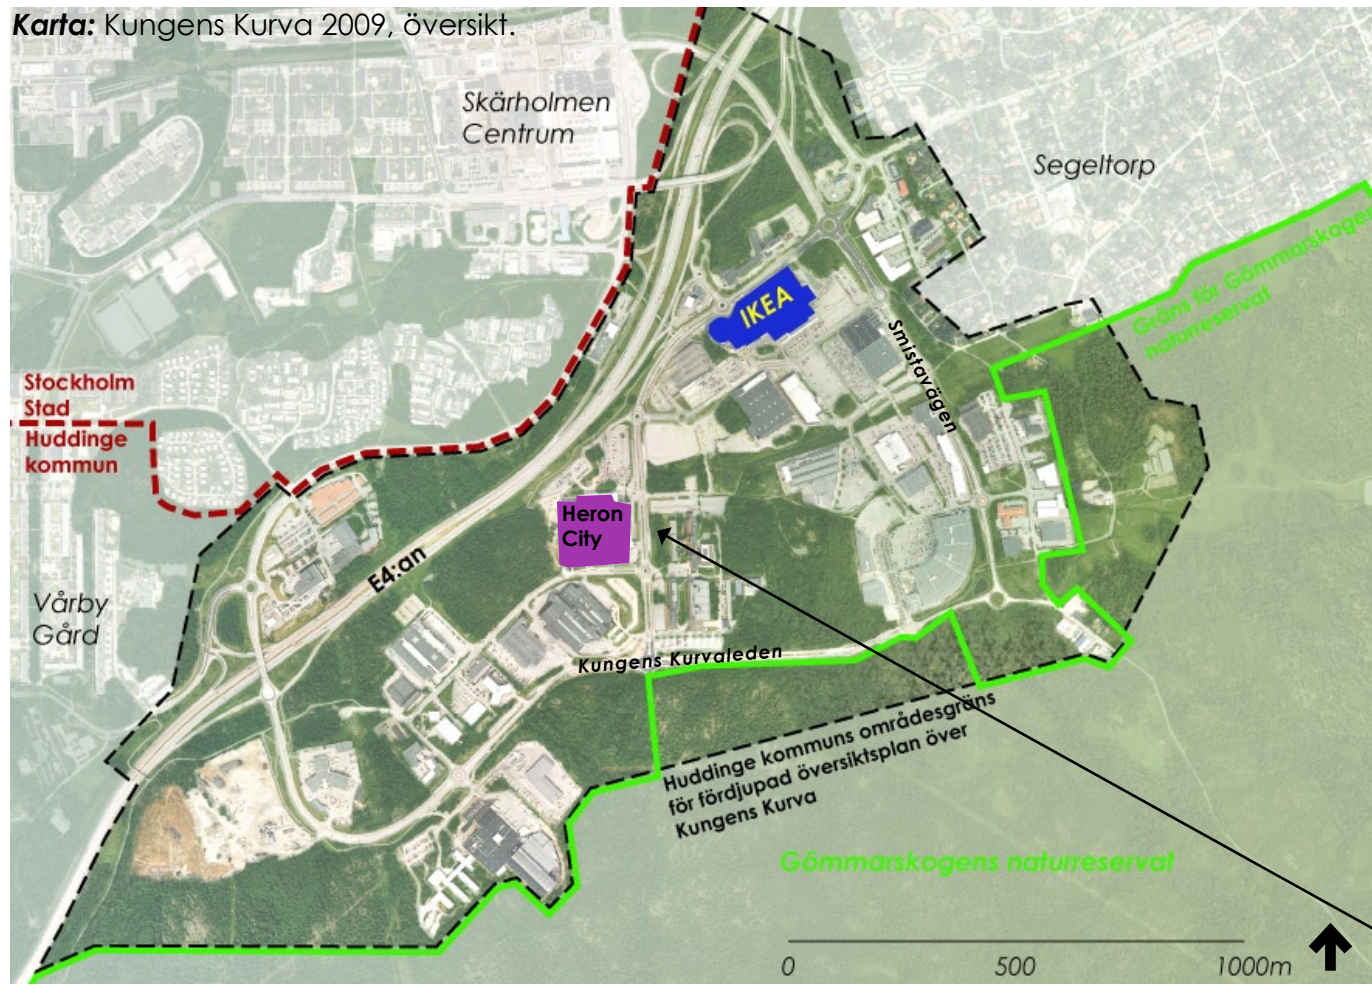 Karta: Kungens Kurva 2009, översikt.
Skärholmen
Centrum
Segeltorp
Gräns för Gömmarskogen
naturreservat
IKEA
Smistavägen
Stockholm
Stad
Huddinge
kommun
Heron
City
E4:an
Vårby
Gård
Kungens Kurvaleden
Huddinge kommuns områdesgräns
för fördjupad översiktsplan över
Kungens Kurva
Gömmarskogens naturreservat
0 500 1000m